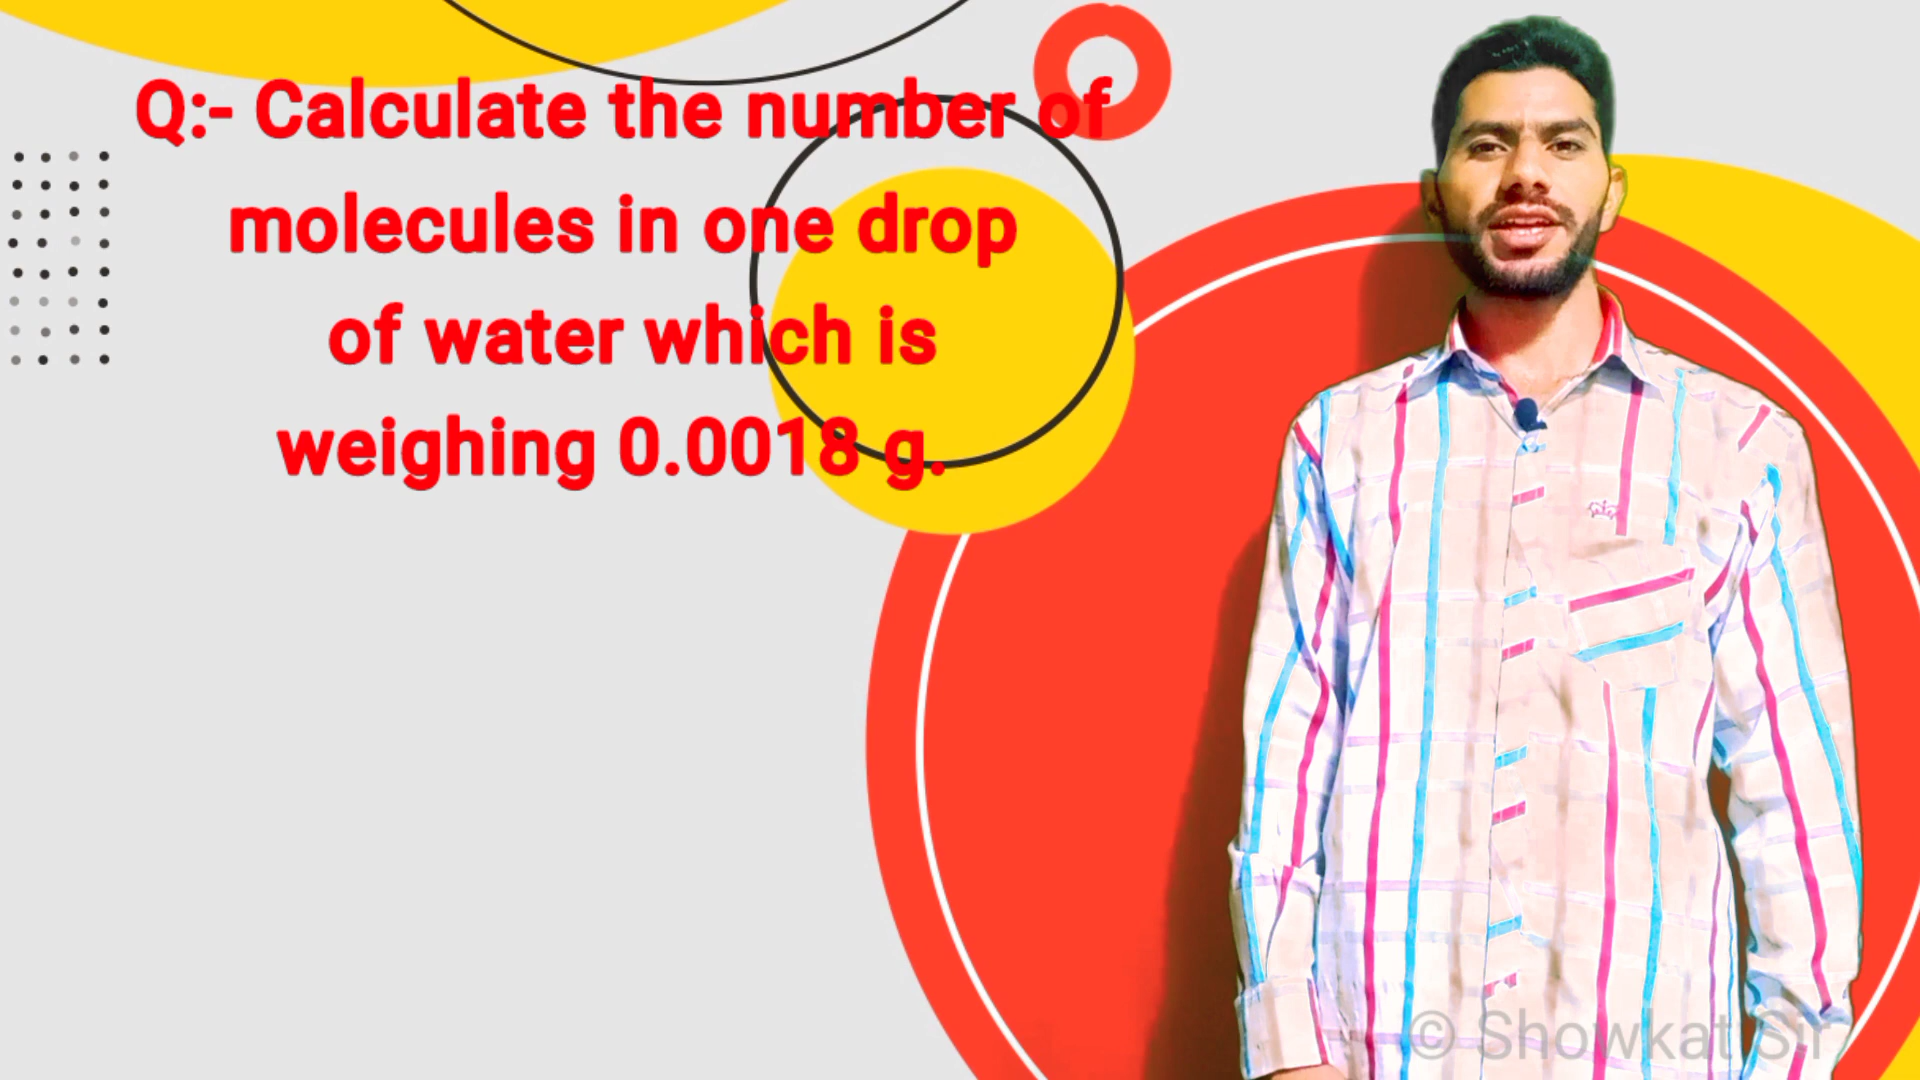 Q:- Calculate the number of
molecules in one drop
of water which is
weighing 0.0018 g.
© Showkat Sir